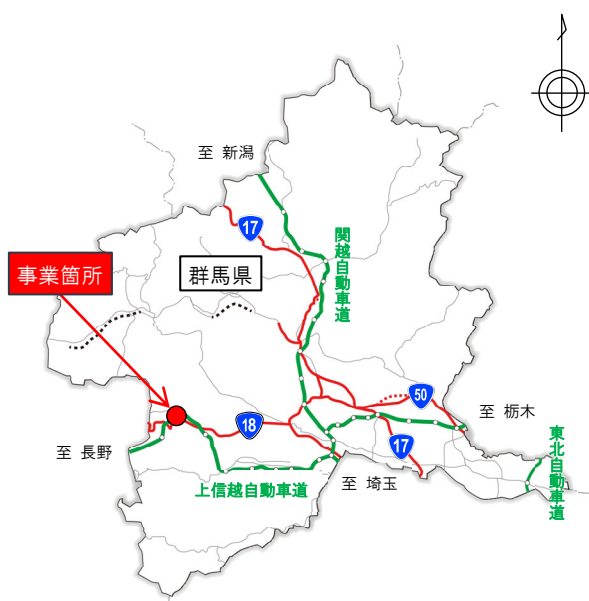 至 新潟
17
関越自動車道
事業箇所
群馬県
50
至 栃木
18
17
東北自動車道
至 長野
至 埼玉
上信越自動車道